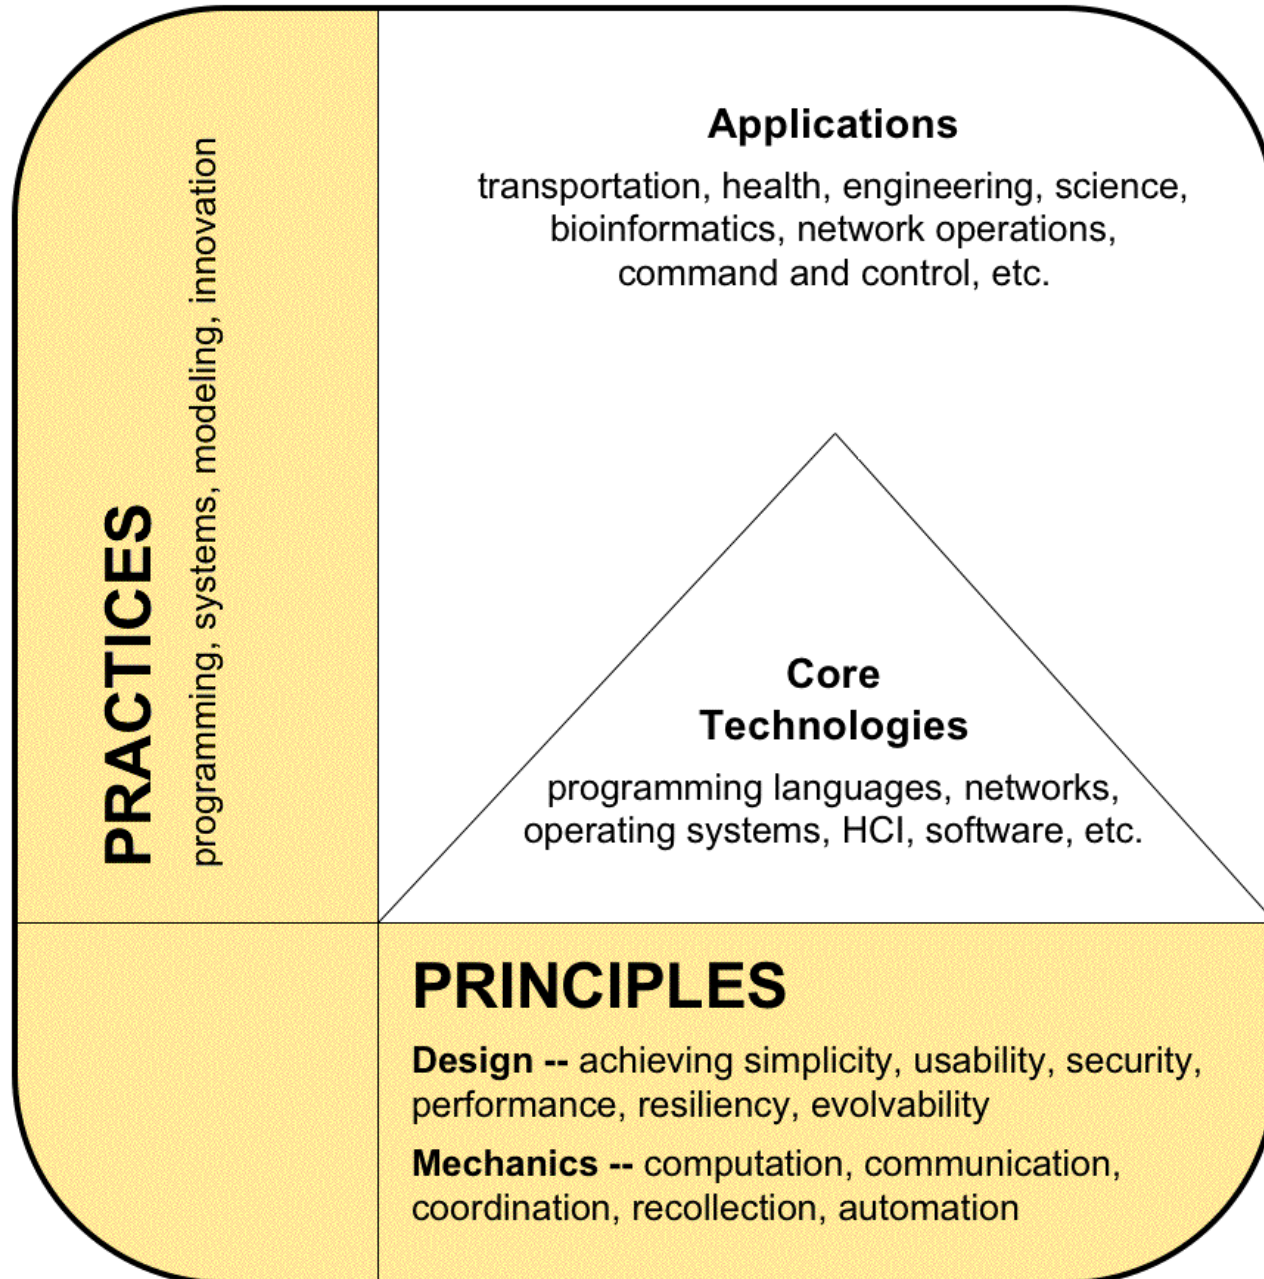 PRACTICES
programming, systems, modeling, innovation
Applications
transportation, health, engineering, science,
bioinformatics, network operations,
command and control, etc.
Core
Technologies
programming languages, networks,
operating systems, HCI, software, etc.
PRINCIPLES
Design -- achieving simplicity, usability, security,
performance, resiliency, evolvability
Mechanics -- computation, communication,
coordination, recollection, automation